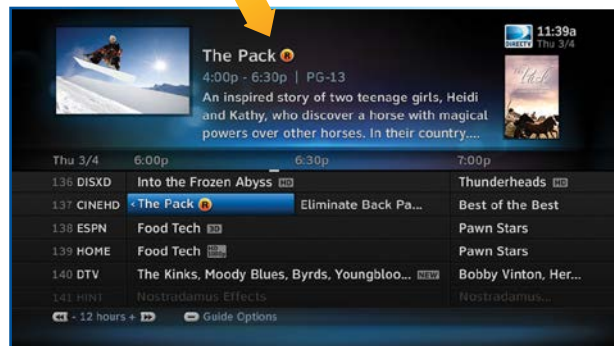 The Pack R
4:00p - 6:30p | PG-13
An inspired story of two teenage girls, Heidi
and Kathy, who discover a horse with magical
powers over other horses. In their country....
DIRECTV
11:39a
Thu 3/4
Thu 3/4 6:00p 6:30p 7:00p
136 DISXD Into the Frozen Abyss HD Thunderheads HD
137 CINEHD ‹The Pack R Eliminate Back Pa... Best of the Best
138 ESPN Food Tech 3D Pawn Stars
139 HOME Food Tech HD 1080p Pawn Stars
140 DTV The Kinks, Moody Blues, Byrds, Youngbloo... NEW Bobby Vinton, Her...
141 HINT Nostradamus Effects Nostradamus...
- 12 hours + Guide Options